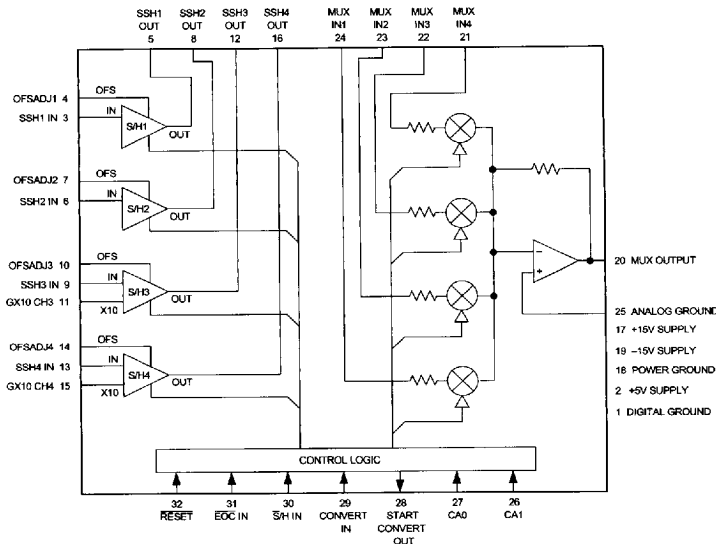 SSH1 OUT 5
SSH2 OUT 8
SSH3 OUT 12
SSH4 OUT 16
MUX IN1 24
MUX IN2 23
MUX IN3 22
MUX IN4 21
OFSADJ1 4
OFS
SSH1 IN 3
IN
S/H1
OUT
OFSADJ2 7
OFS
SSH2 IN 6
IN
S/H2
OUT
OFSADJ3 10
OFS
SSH3 IN 9
IN
GX10 CH3 11
X10
S/H3
OUT
OFSADJ4 14
OFS
SSH4 IN 13
IN
GX10 CH4 15
X10
S/H4
OUT
−
+
20 MUX OUTPUT
25 ANALOG GROUND
17 +15V SUPPLY
19 −15V SUPPLY
18 POWER GROUND
2 +5V SUPPLY
1 DIGITAL GROUND
CONTROL LOGIC
32 RESET
31 EOC IN
30 S/H IN
29 CONVERT IN
28 START CONVERT OUT
27 CA0
26 CA1